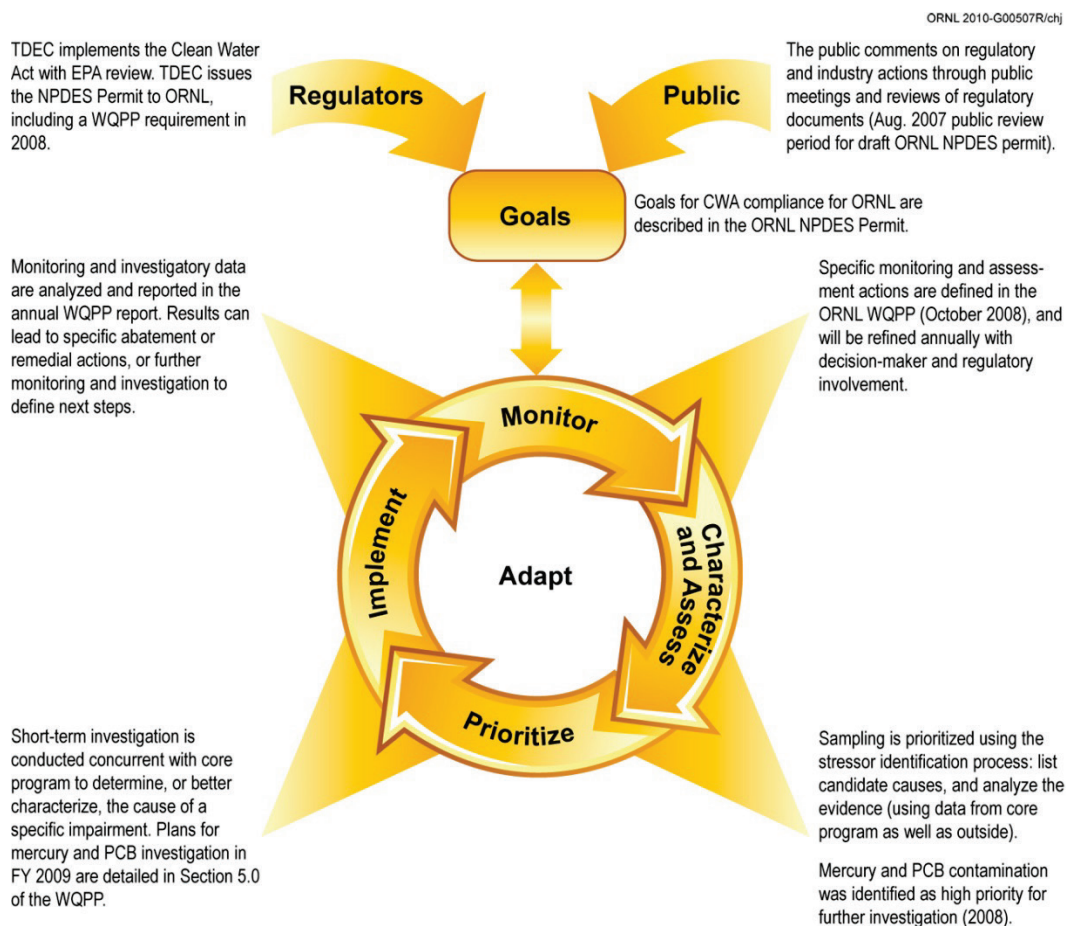 ORNL 2010-G00507R/chj
TDEC implements the Clean Water
Act with EPA review. TDEC issues
the NPDES Permit to ORNL,
including a WQPP requirement in
2008.
Regulators
Public
The public comments on regulatory
and industry actions through public
meetings and reviews of regulatory
documents (Aug. 2007 public review
period for draft ORNL NPDES permit).
Goals
Goals for CWA compliance for ORNL are
described in the ORNL NPDES Permit.
Monitoring and investigatory data
are analyzed and reported in the
annual WQPP report. Results can
lead to specific abatement or
remedial actions, or further
monitoring and investigation to
define next steps.
Specific monitoring and assess-
ment actions are defined in the
ORNL WQPP (October 2008), and
will be refined annually with
decision-maker and regulatory
involvement.
Monitor
Characterize
and Assess
Prioritize
Implement
Adapt
Short-term investigation is
conducted concurrent with core
program to determine, or better
characterize, the cause of a
specific impairment. Plans for
mercury and PCB investigation in
FY 2009 are detailed in Section 5.0
of the WQPP.
Sampling is prioritized using the
stressor identification process: list
candidate causes, and analyze the
evidence (using data from core
program as well as outside).
Mercury and PCB contamination
was identified as high priority for
further investigation (2008).